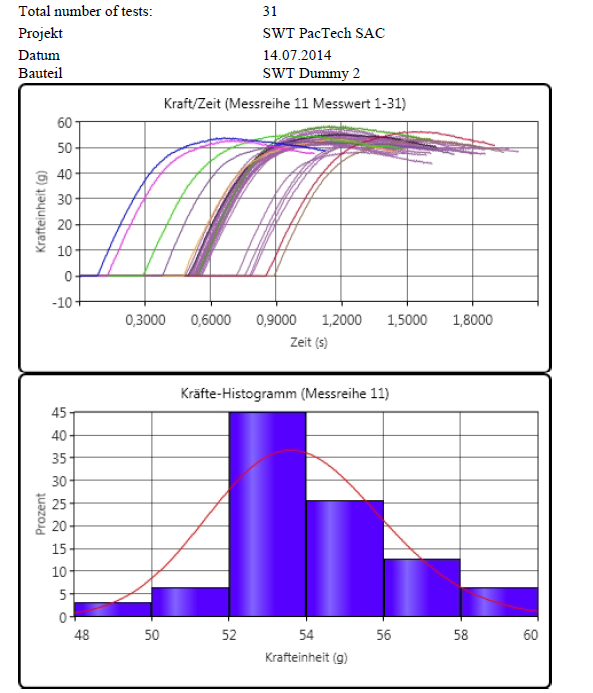 Total number of tests: 31
Projekt SWT PacTech SAC
Datum 14.07.2014
Bauteil SWT Dummy 2
Kraft/Zeit (Messreihe 11 Messwert 1-31)
Krafteinheit (g)
60
50
40
30
20
10
0
-10
0,3000 0,6000 0,9000 1,2000 1,5000 1,8000
Zeit (s)
Kräfte-Histogramm (Messreihe 11)
Prozent
45
40
35
30
25
20
15
10
5
0
48 50 52 54 56 58 60
Krafteinheit (g)